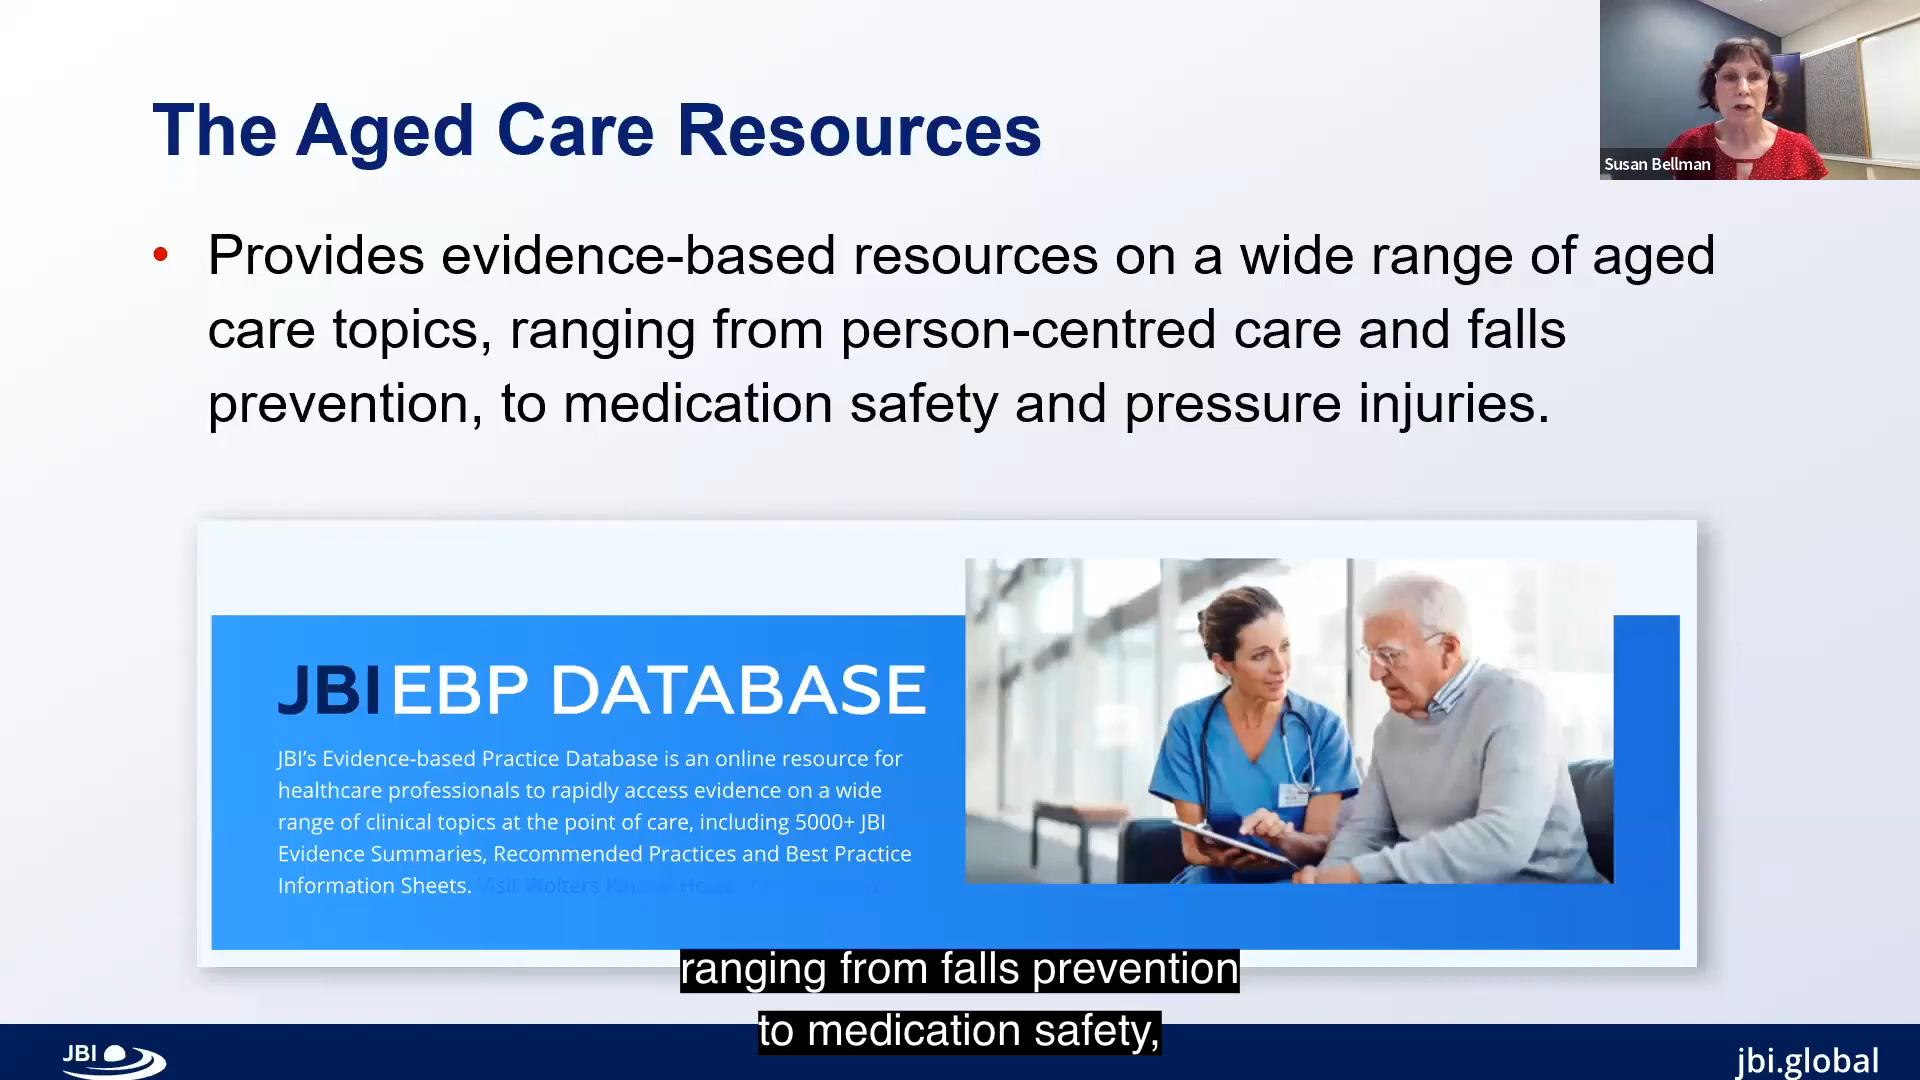 The Aged Care Resources
Susan Bellman
• Provides evidence-based resources on a wide range of aged
care topics, ranging from person-centred care and falls
prevention, to medication safety and pressure injuries.
JBI EBP DATABASE
JBI’s Evidence-based Practice Database is an online resource for
healthcare professionals to rapidly access evidence on a wide
range of clinical topics at the point of care, including 5000+ JBI
Evidence Summaries, Recommended Practices and Best Practice
Information Sheets. Visit Wolters
ranging from falls prevention
to medication safety,
JBI
jbi.global